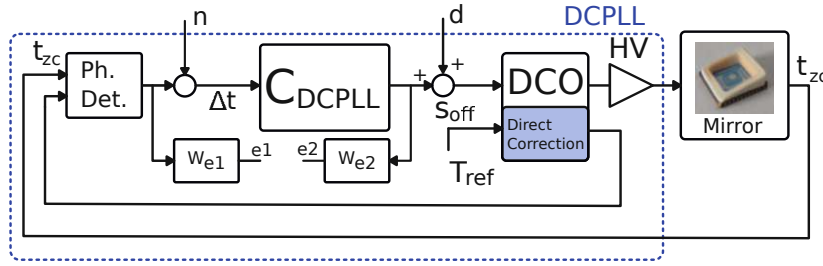 n
d
DCPLL
HV
t_zc
Ph.
Det.
Δt
C_DCPLL
+
+
s_off
DCO
Direct
Correction
T_ref
W_e1
e1
e2
W_e2
Mirror
t_zc